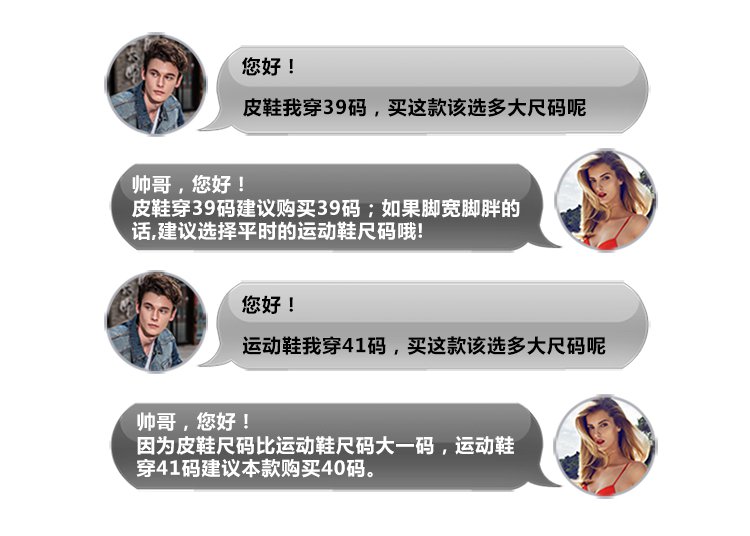 您好！
皮鞋我穿39码，买这款该选多大尺码呢
帅哥，您好！
皮鞋穿39码建议购买39码；如果脚宽脚胖的
话,建议选择平时的运动鞋尺码哦!
您好！
运动鞋我穿41码，买这款该选多大尺码呢
帅哥，您好！
因为皮鞋尺码比运动鞋尺码大一码，运动鞋
穿41码建议本款购买40码。